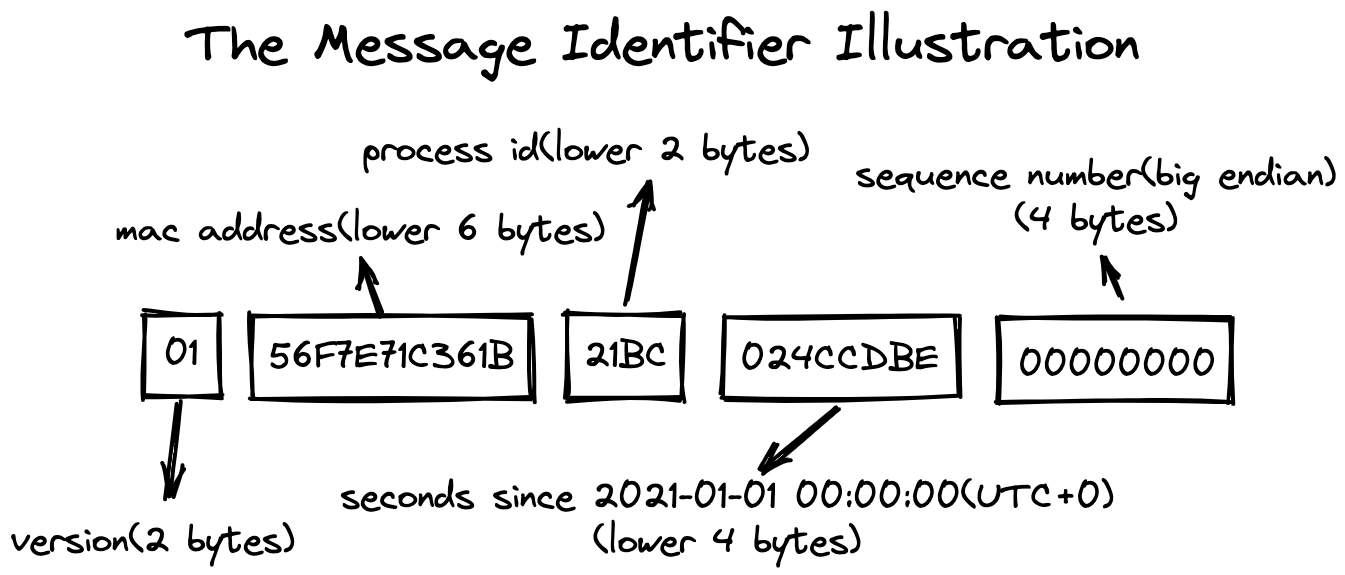 The Message Identifier Illustration
process id(lower 2 bytes)
sequence number(big endian)
(4 bytes)
mac address(lower 6 bytes)
01
56F7E71C361B
21BC
024CCDBE
00000000
seconds since 2021-01-01 00:00:00(UTC+0)
(lower 4 bytes)
version(2 bytes)